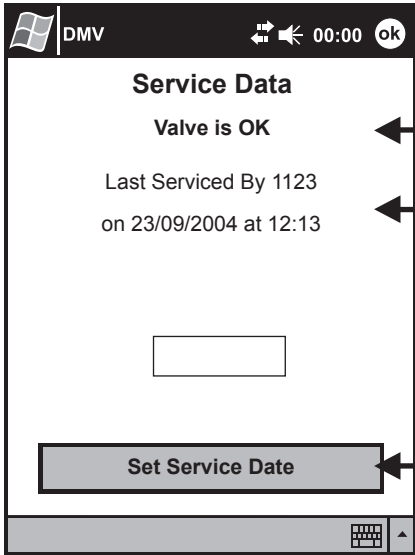 DMV 00:00 ok
Service Data
Valve is OK
Last Serviced By 1123
on 23/09/2004 at 12:13
Set Service Date